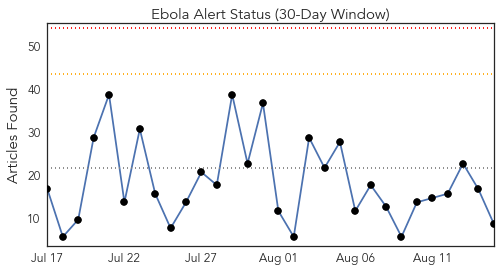 Ebola Alert Status (30-Day Window)
Articles Found
50
40
30
20
10
Jul 17 Jul 22 Jul 27 Aug 01 Aug 06 Aug 11